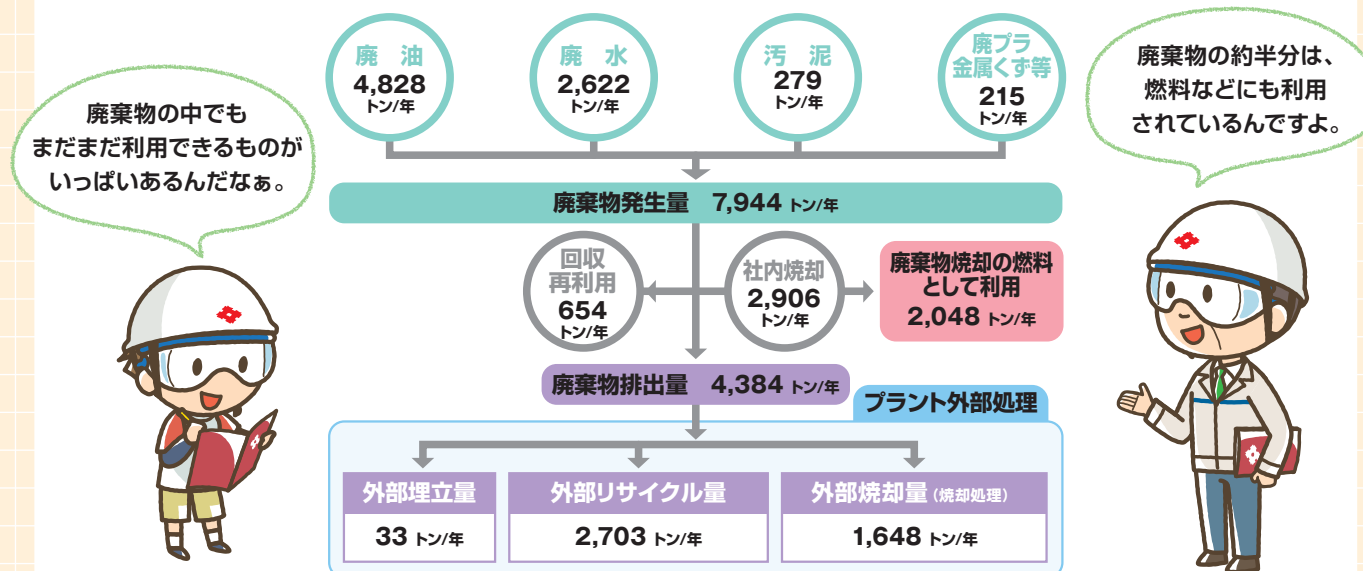 廃棄物の中でも
まだまだ利用できるものが
いっぱいあるんだなぁ。
廃油
4,828
トン/年
廃水
2,622
トン/年
汚泥
279
トン/年
廃プラ
金属くず等
215
トン/年
廃棄物の約半分は、
燃料などにも利用
されているんですよ。
廃棄物発生量 7,944 トン/年
回収
再利用
654
トン/年
社内焼却
2,906
トン/年
廃棄物焼却の燃料
として利用
2,048 トン/年
廃棄物排出量 4,384 トン/年
プラント外部処理
外部埋立量
33 トン/年
外部リサイクル量
2,703 トン/年
外部焼却量(焼却処理)
1,648 トン/年